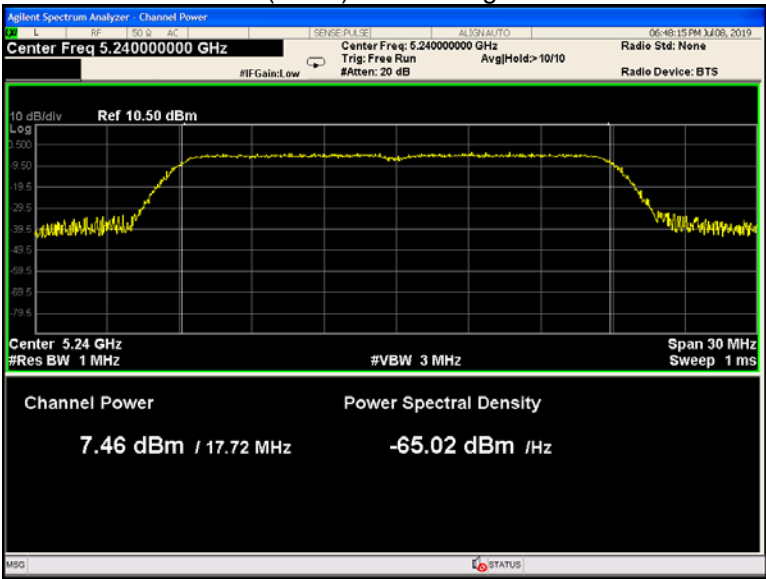 Agilent Spectrum Analyzer - Channel Power
L RF 50 Ω AC SENSE:PULSE ALIGNAUTO 06:48:15 PM Jul 08, 2019
Center Freq 5.240000000 GHz Center Freq: 5.240000000 GHz Radio Std: None
Trig: Free Run Avg|Hold:> 10/10
#IFGain:Low #Atten: 20 dB Radio Device: BTS
10 dB/div Ref 10.50 dBm
Log
0.500
-9.50
-19.5
-29.5
-39.5
-49.5
-59.5
-69.5
-79.5
Center 5.24 GHz Span 30 MHz
#Res BW 1 MHz #VBW 3 MHz Sweep 1 ms
Channel Power Power Spectral Density
7.46 dBm / 17.72 MHz -65.02 dBm /Hz
MSG STATUS